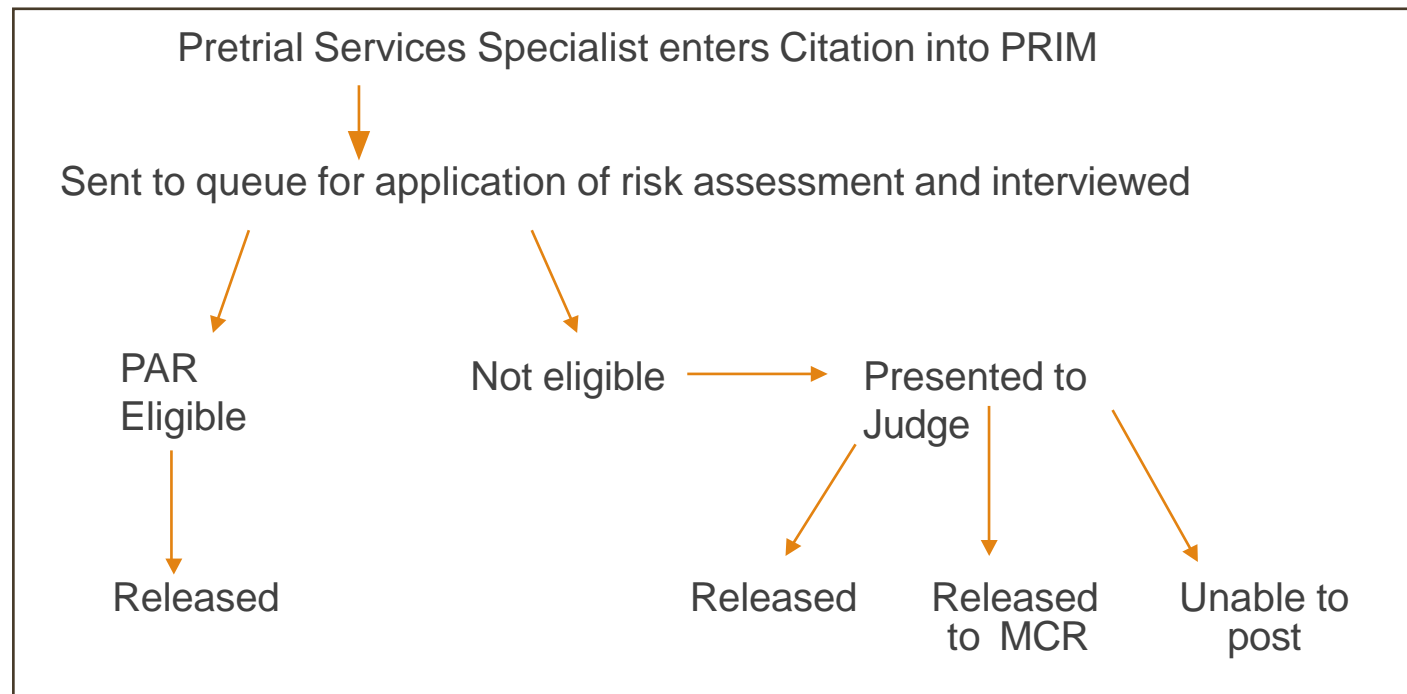 Pretrial Services Specialist enters Citation into PRIM
Sent to queue for application of risk assessment and interviewed
PAR
Eligible
Not eligible
Presented to
Judge
Released
Released
Released
to MCR
Unable to
post